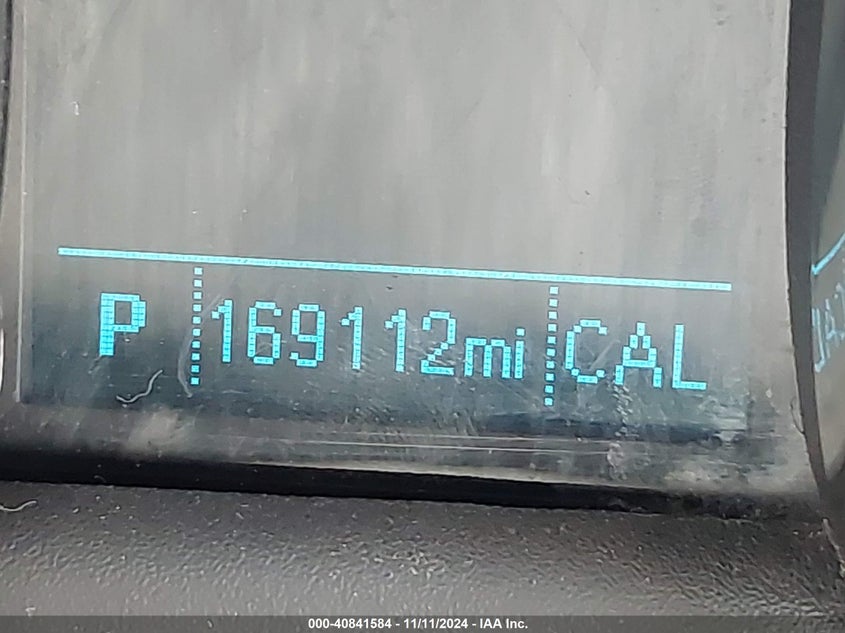 P 169112mi CAL
000-40841584 - 11/11/2024 - IAA Inc.